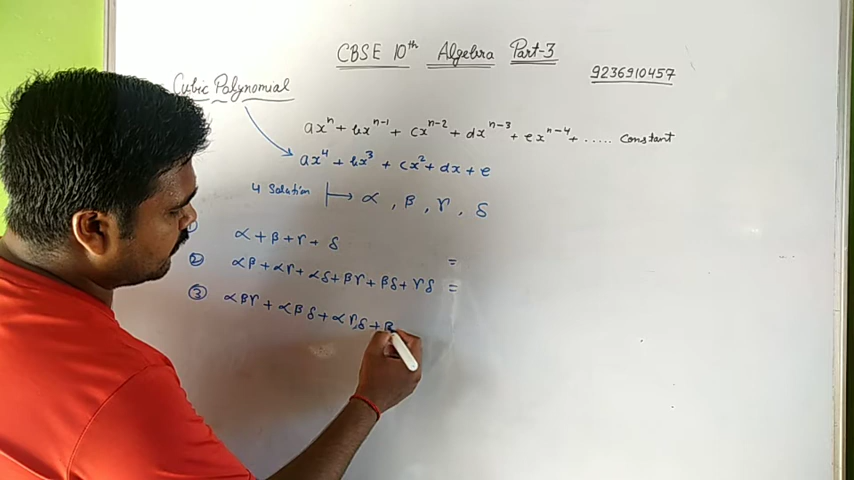 CBSE 10th Algebra Part-3
9236910457
Cubic Polynomial
ax^n + bx^n-1 + cx^n-2 + dx^n-3 + ex^n-4 + ..... Constant
ax^4 + bx^3 + cx^2 + dx + e
4 Solution → α, β, γ, δ
α + β + γ + δ =
② αβ + αγ + αδ + βγ + βδ + γδ =
③ αβγ + αβδ + αγδ + β